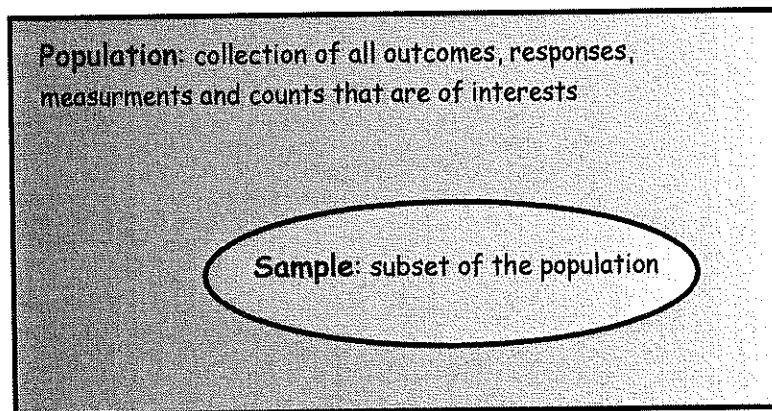 Population: collection of all outcomes, responses,
measurments and counts that are of interests
Sample: subset of the population